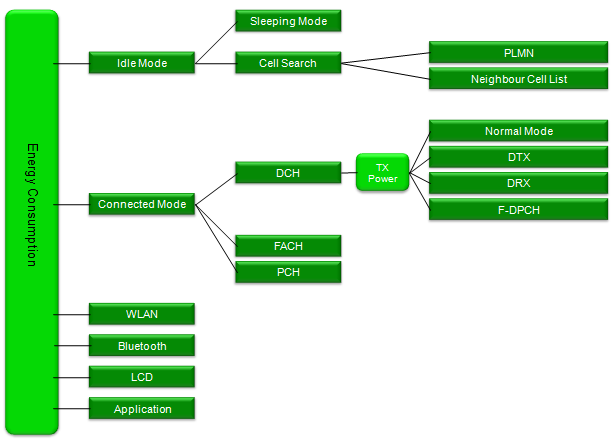 Energy Consumption
Idle Mode
Sleeping Mode
Cell Search
PLMN
Neighbour Cell List
Connected Mode
DCH
TX
Power
Normal Mode
DTX
DRX
F-DPCH
FACH
PCH
WLAN
Bluetooth
LCD
Application